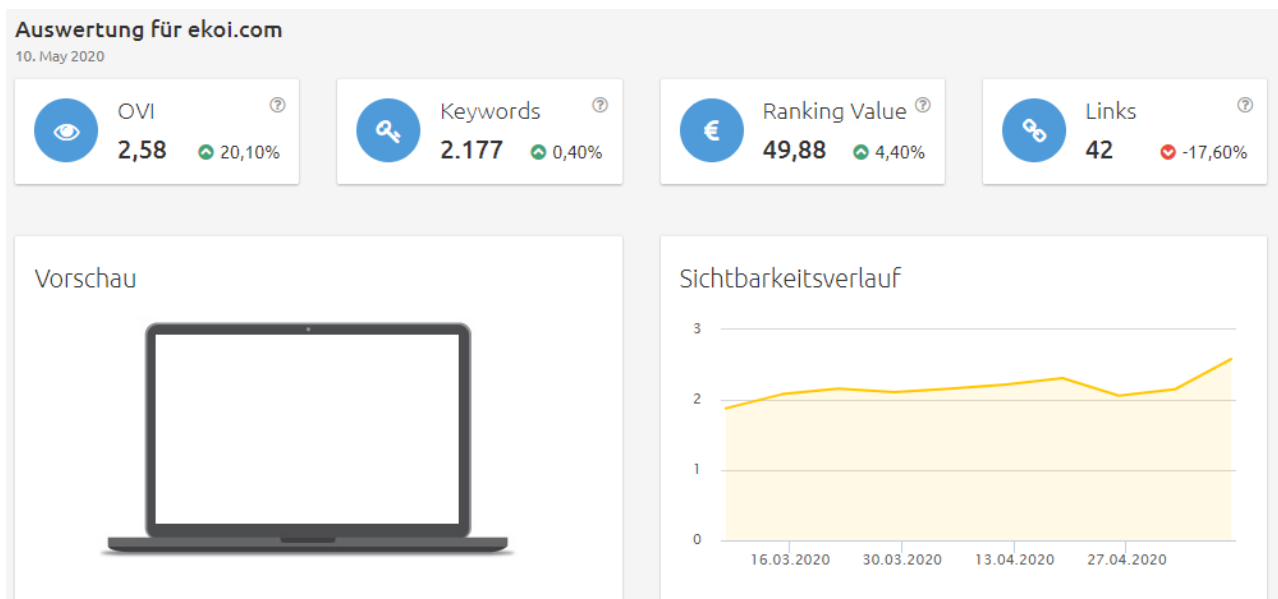 Auswertung für ekoi.com
10. May 2020
OVI
2,58 20,10%
Keywords
2.177 0,40%
Ranking Value
€ 49,88 4,40%
Links
42 -17,60%
Vorschau
Sichtbarkeitsverlauf
3
2
1
0
16.03.2020 30.03.2020 13.04.2020 27.04.2020